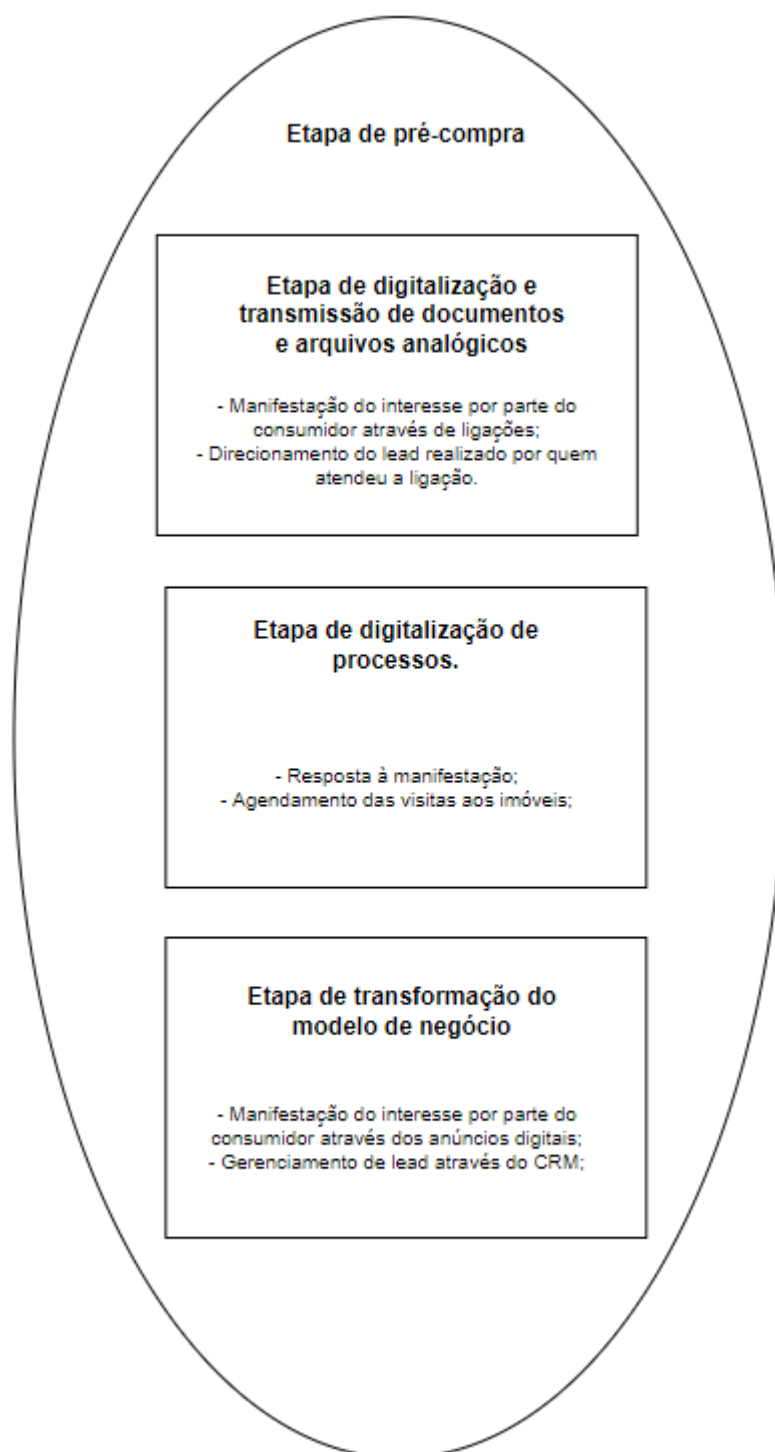 Etapa de pré-compra
Etapa de digitalização e
transmissão de documentos
e arquivos analógicos
- Manifestação do interesse por parte do
consumidor através de ligações;
- Direcionamento do lead realizado por quem
atendeu a ligação.
Etapa de digitalização de
processos.
- Resposta à manifestação;
- Agendamento das visitas aos imóveis;
Etapa de transformação do
modelo de negócio
- Manifestação do interesse por parte do
consumidor através dos anúncios digitais;
- Gerenciamento de lead através do CRM;